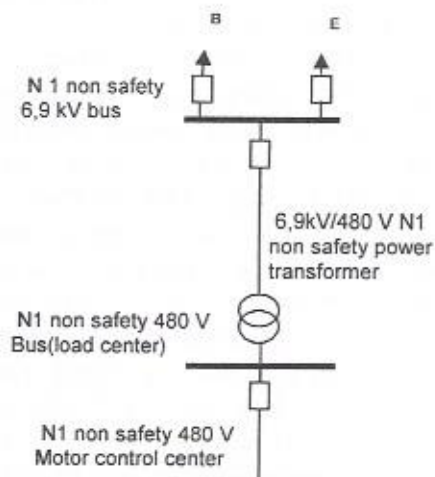 B E
N 1 non safety
6,9 kV bus
6,9kV/480 V N1
non safety power
transformer
N1 non safety 480 V
Bus(load center)
N1 non safety 480 V
Motor control center